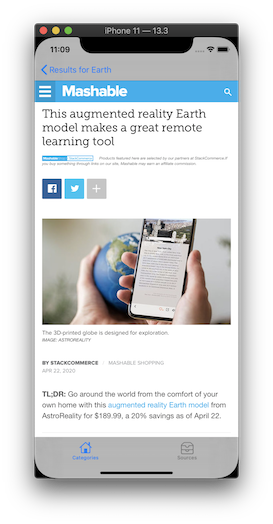 iPhone 11 — 13.3
11:09
Results for Earth
Mashable
This augmented reality Earth
model makes a great remote
learning tool
Products featured here are selected by our partners at StackCommerce. If
you buy something through links on our site, Mashable may earn an affiliate commission.
The 3D-printed globe is designed for exploration.
IMAGE: ASTROREALITY
BY STACKCOMMERCE MASHABLE SHOPPING
APR 22, 2020
TL;DR: Go around the world from the comfort of your
own home with this augmented reality Earth model from
AstroReality for $189.99, a 20% savings as of April 22.
Categories Sources